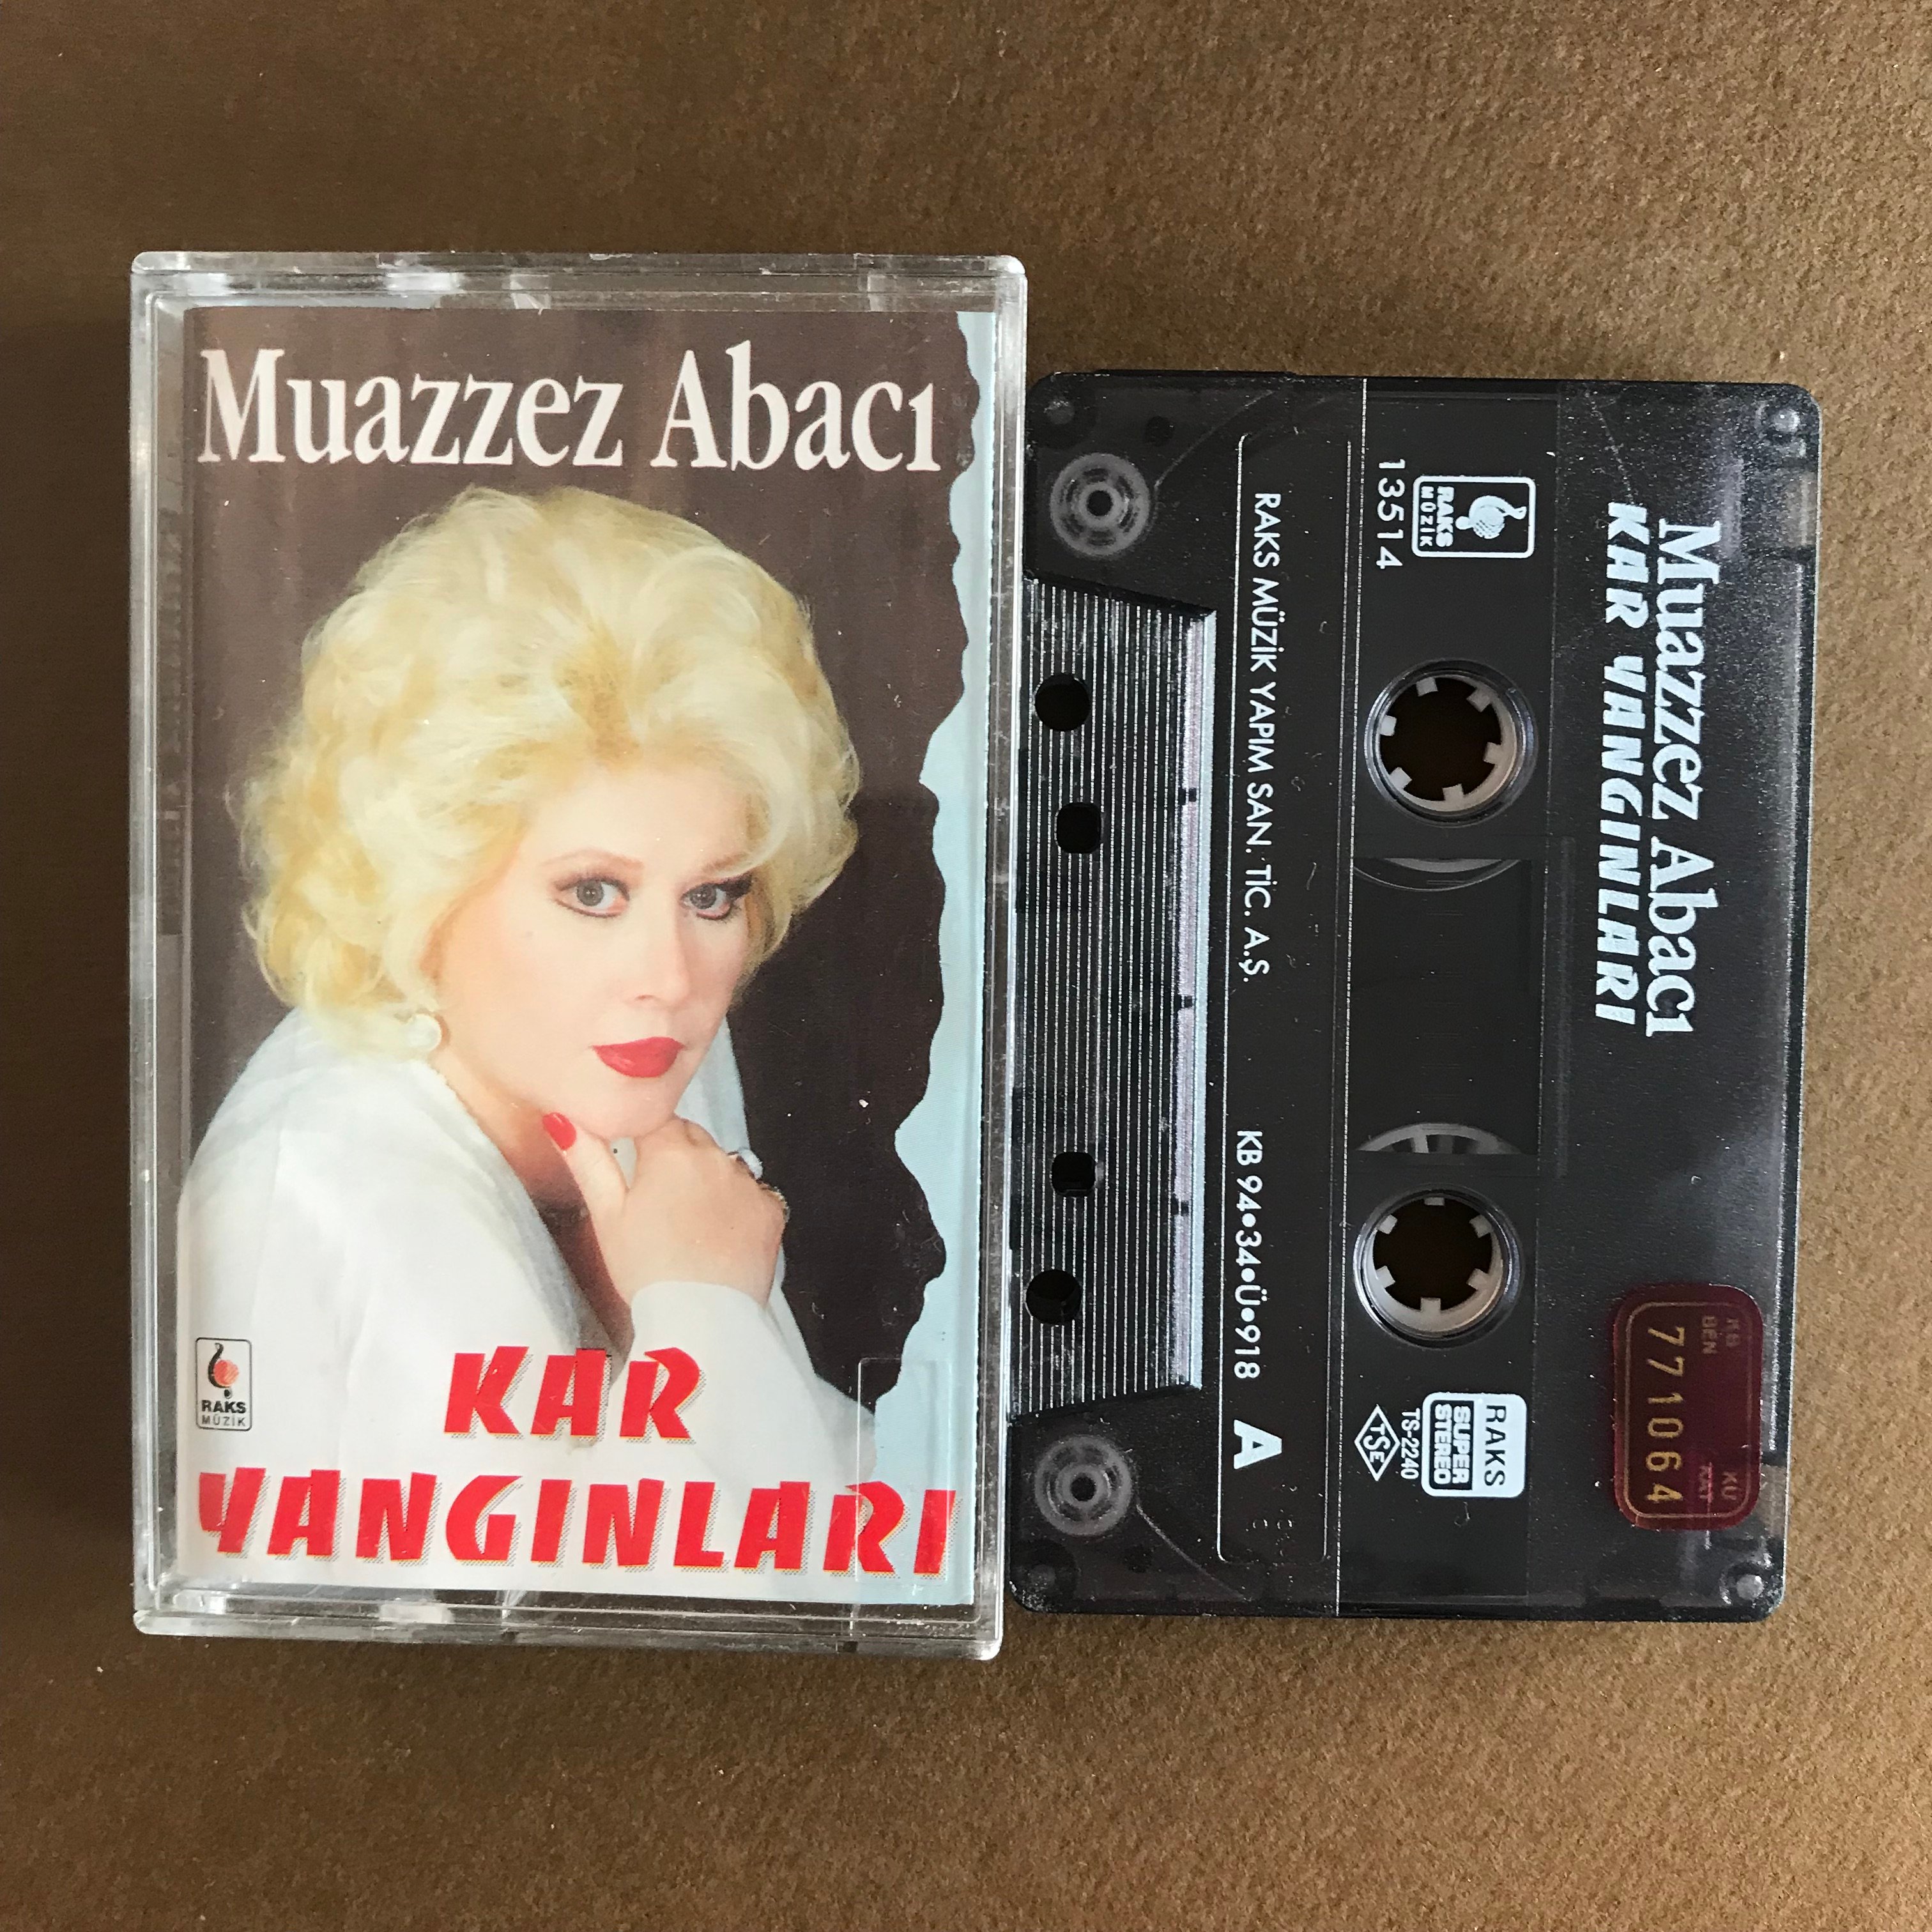 Muazzez Abacı
KAR
YANGINLARI
RAKS
MÜZİK
Muazzez Abacı
KAR YANGINLARI
RAKS
MÜZİK
13514
RAKS MÜZİK YAPIM SAN. TİC. A.Ş.
KB 94•34•Ü•918
A
RAKS
SUPER
STEREO
TS-2240
TSE
BEN
771064